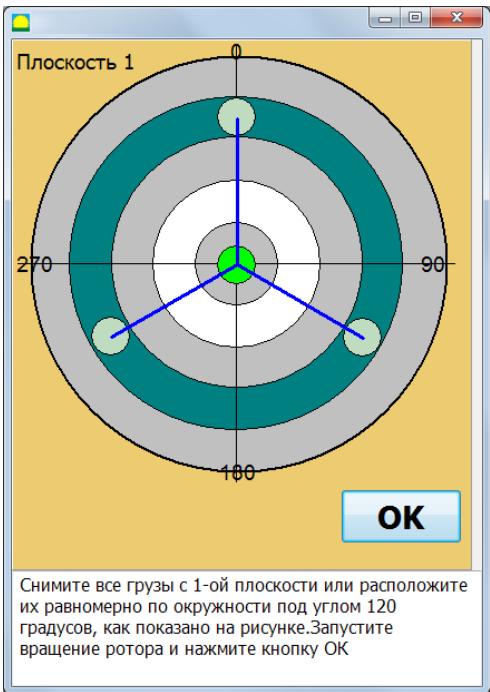 Плоскость 1
0
270
90
180
OK
Снимите все грузы с 1-ой плоскости или расположите
их равномерно по окружности под углом 120
градусов, как показано на рисунке.Запустите
вращение ротора и нажмите кнопку ОК